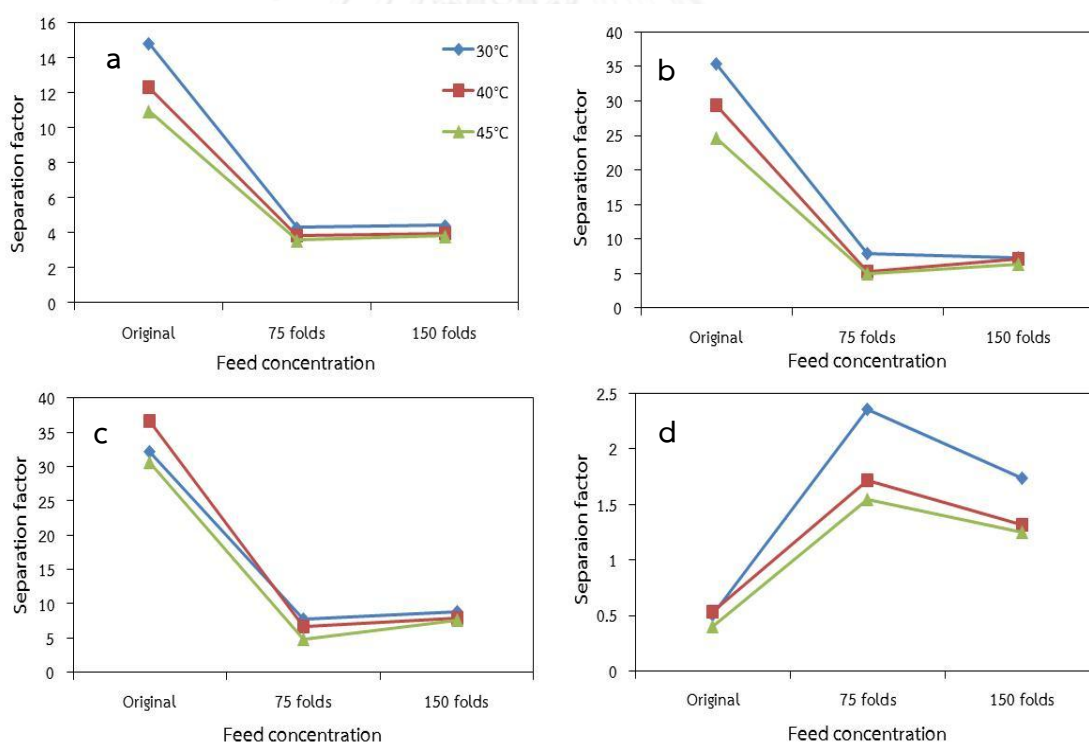 a
16
14
12
10
8
6
4
2
0
Separation factor
30°C
40°C
45°C
Original 75 folds 150 folds
Feed concentration
b
40
35
30
25
20
15
10
5
0
Separation factor
Original 75 folds 150 folds
Feed concentration
c
40
35
30
25
20
15
10
5
0
Separation factor
Original 75 folds 150 folds
Feed concentration
d
2.5
2
1.5
1
0.5
0
Separaion factor
Original 75 folds 150 folds
Feed concentration